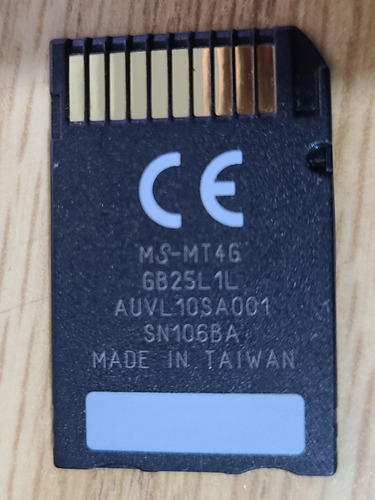 CE
MS-MT4G
GB25L1L
AUVL10SA001
SN106BA
MADE IN TAIWAN